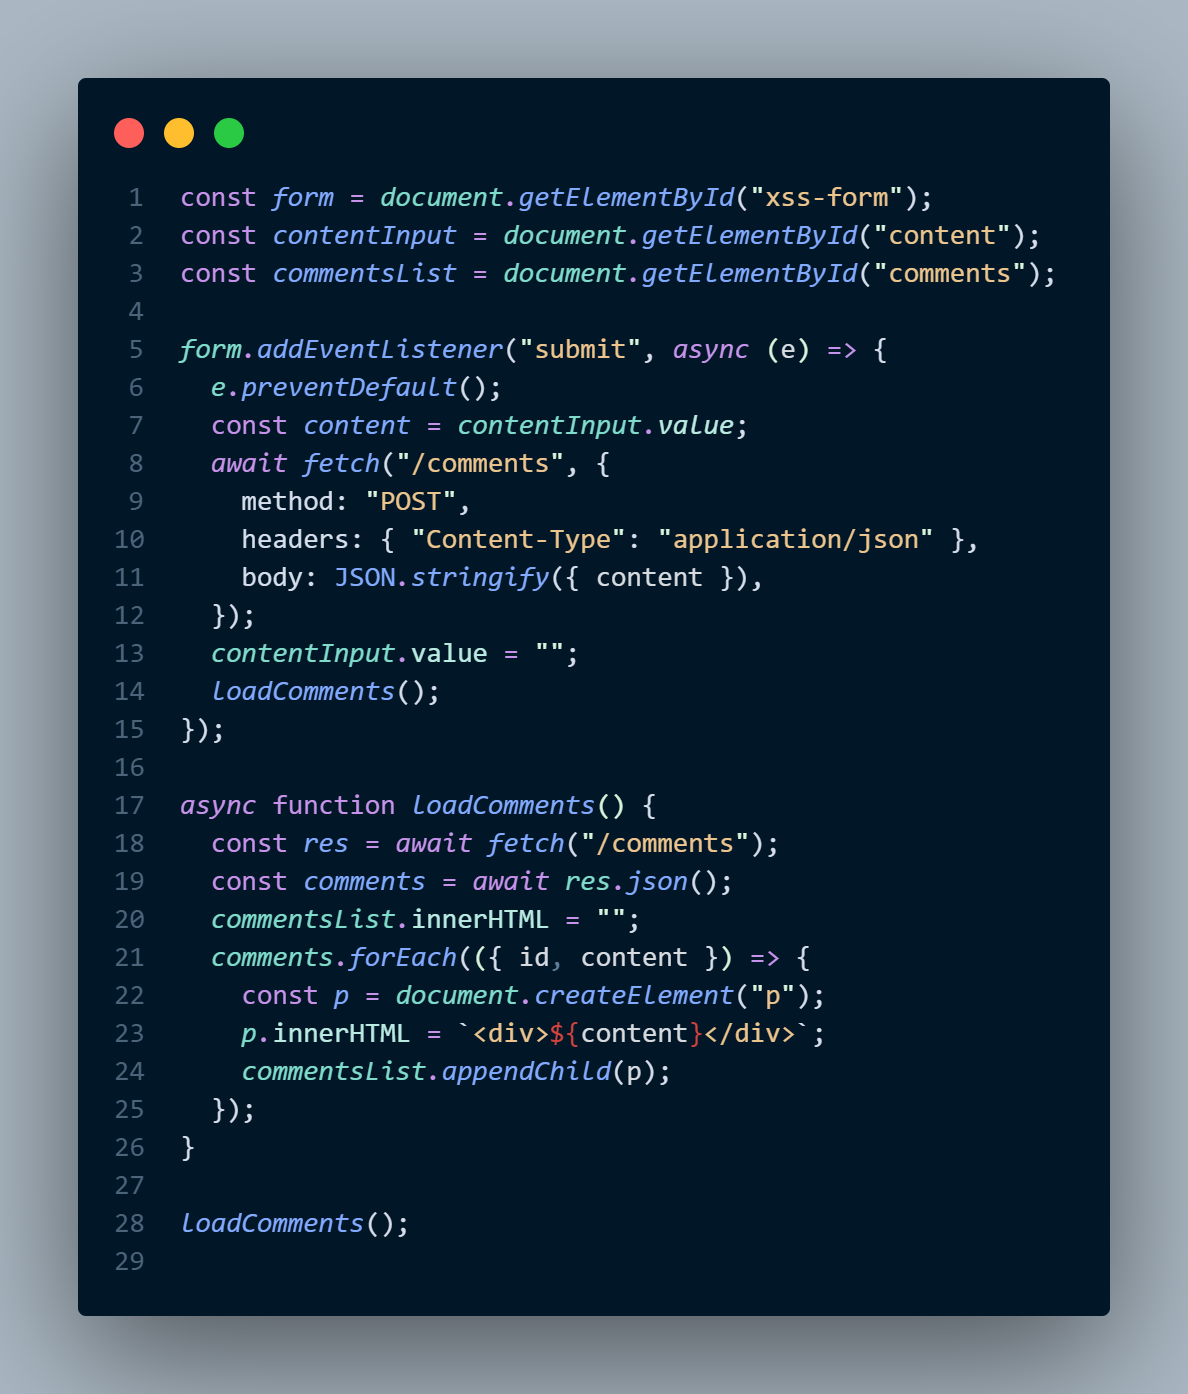 1 const form = document.getElementById("xss-form");
2 const contentInput = document.getElementById("content");
3 const commentsList = document.getElementById("comments");
4
5 form.addEventListener("submit", async (e) => {
6   e.preventDefault();
7   const content = contentInput.value;
8   await fetch("/comments", {
9     method: "POST",
10     headers: { "Content-Type": "application/json" },
11     body: JSON.stringify({ content }),
12   });
13   contentInput.value = "";
14   loadComments();
15 });
16
17 async function loadComments() {
18   const res = await fetch("/comments");
19   const comments = await res.json();
20   commentsList.innerHTML = "";
21   comments.forEach(({ id, content }) => {
22     const p = document.createElement("p");
23     p.innerHTML = `<div>${content}</div>`;
24     commentsList.appendChild(p);
25   });
26 }
27
28 loadComments();
29